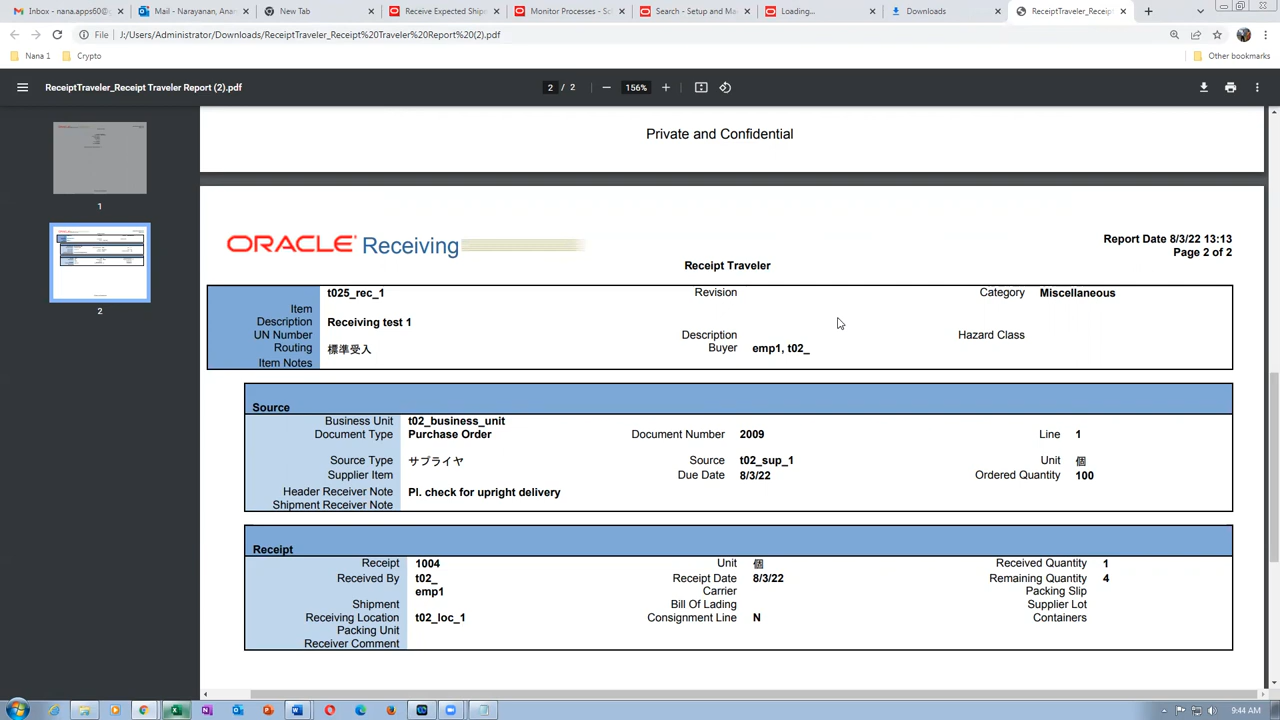 Inbox - nana.apps60@
Mail - Narayanan, Anan
New Tab
Receive Expected Shipm
Monitor Processes - Sch
Search - Setup and Mai
Loading...
Downloads
ReceiptTraveler_Receipt
File
J:/Users/Administrator/Downloads/ReceiptTraveler_Receipt%20Traveler%20Report%20(2).pdf
Nana 1
Crypto
Other bookmarks
ReceiptTraveler_Receipt Traveler Report (2).pdf
2 / 2
156%
1
2
Private and Confidential
ORACLE Receiving
Report Date 8/3/22 13:13
Page 2 of 2
Receipt Traveler
Item t025_rec_1 Revision Category Miscellaneous
Description Receiving test 1
UN Number Description Hazard Class
Routing 標準受入 Buyer emp1, t02_
Item Notes
Source
Business Unit t02_business_unit
Document Type Purchase Order Document Number 2009 Line 1
Source Type サプライヤ Source t02_sup_1 Unit 個
Supplier Item Due Date 8/3/22 Ordered Quantity 100
Header Receiver Note Pl. check for upright delivery
Shipment Receiver Note
Receipt
Receipt 1004 Unit 個 Received Quantity 1
Received By t02_ Receipt Date 8/3/22 Remaining Quantity 4
emp1 Carrier Packing Slip
Shipment Bill Of Lading Supplier Lot
Receiving Location t02_loc_1 Consignment Line N Containers
Packing Unit
Receiver Comment
9:44 AM